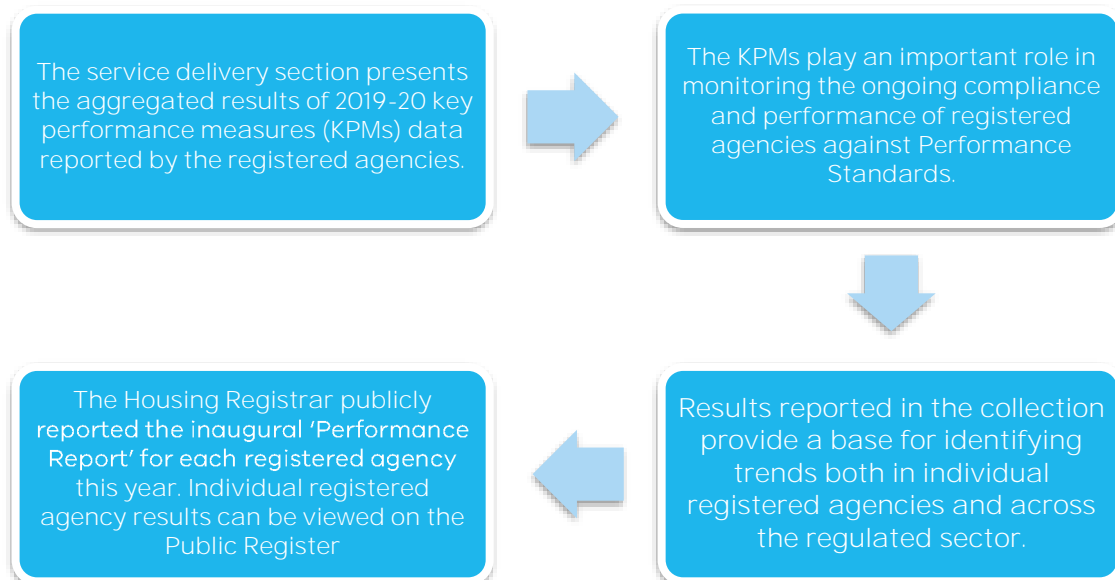 The service delivery section presents
the aggregated results of 2019-20 key
performance measures (KPMs) data
reported by the registered agencies.
The KPMs play an important role in
monitoring the ongoing compliance
and performance of registered
agencies against Performance
Standards.
Results reported in the collection
provide a base for identifying
trends both in individual
registered agencies and across
the regulated sector.
The Housing Registrar publicly
reported the inaugural ‘Performance
Report’ for each registered agency
this year. Individual registered
agency results can be viewed on the
Public Register